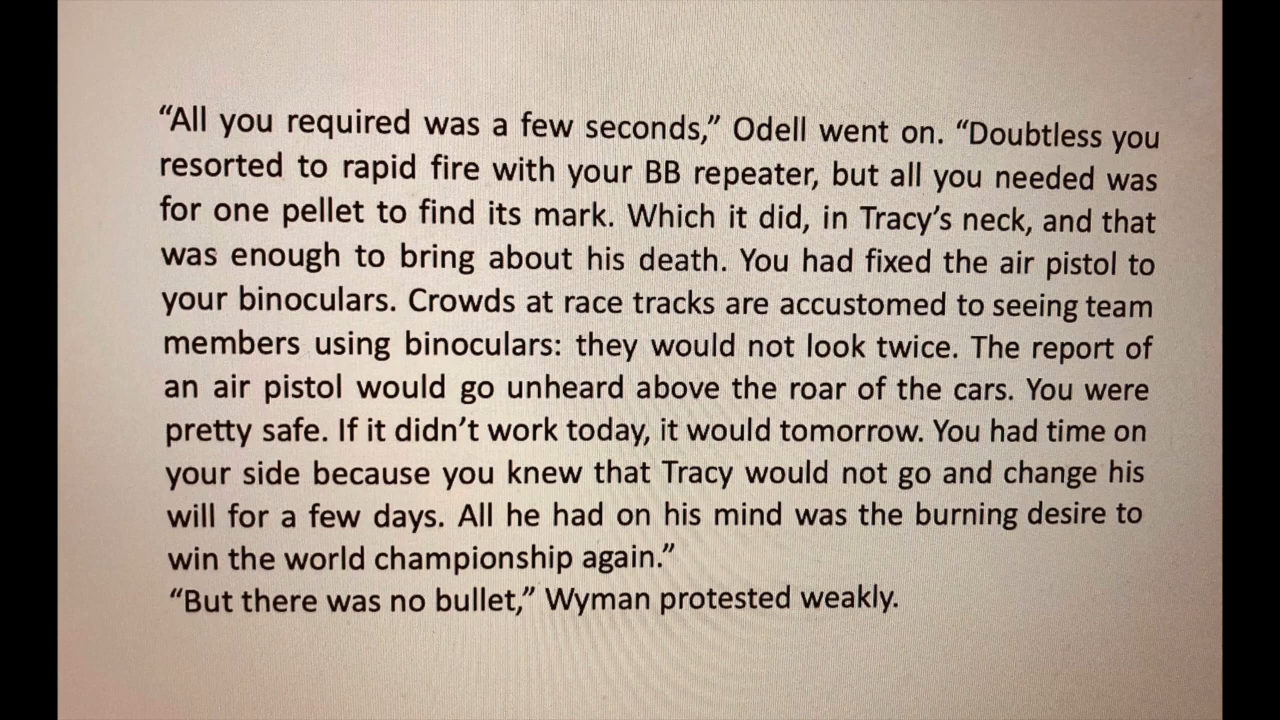 “All you required was a few seconds,” Odell went on. “Doubtless you
resorted to rapid fire with your BB repeater, but all you needed was
for one pellet to find its mark. Which it did, in Tracy’s neck, and that
was enough to bring about his death. You had fixed the air pistol to
your binoculars. Crowds at race tracks are accustomed to seeing team
members using binoculars: they would not look twice. The report of
an air pistol would go unheard above the roar of the cars. You were
pretty safe. If it didn’t work today, it would tomorrow. You had time on
your side because you knew that Tracy would not go and change his
will for a few days. All he had on his mind was the burning desire to
win the world championship again.”
“But there was no bullet,” Wyman protested weakly.